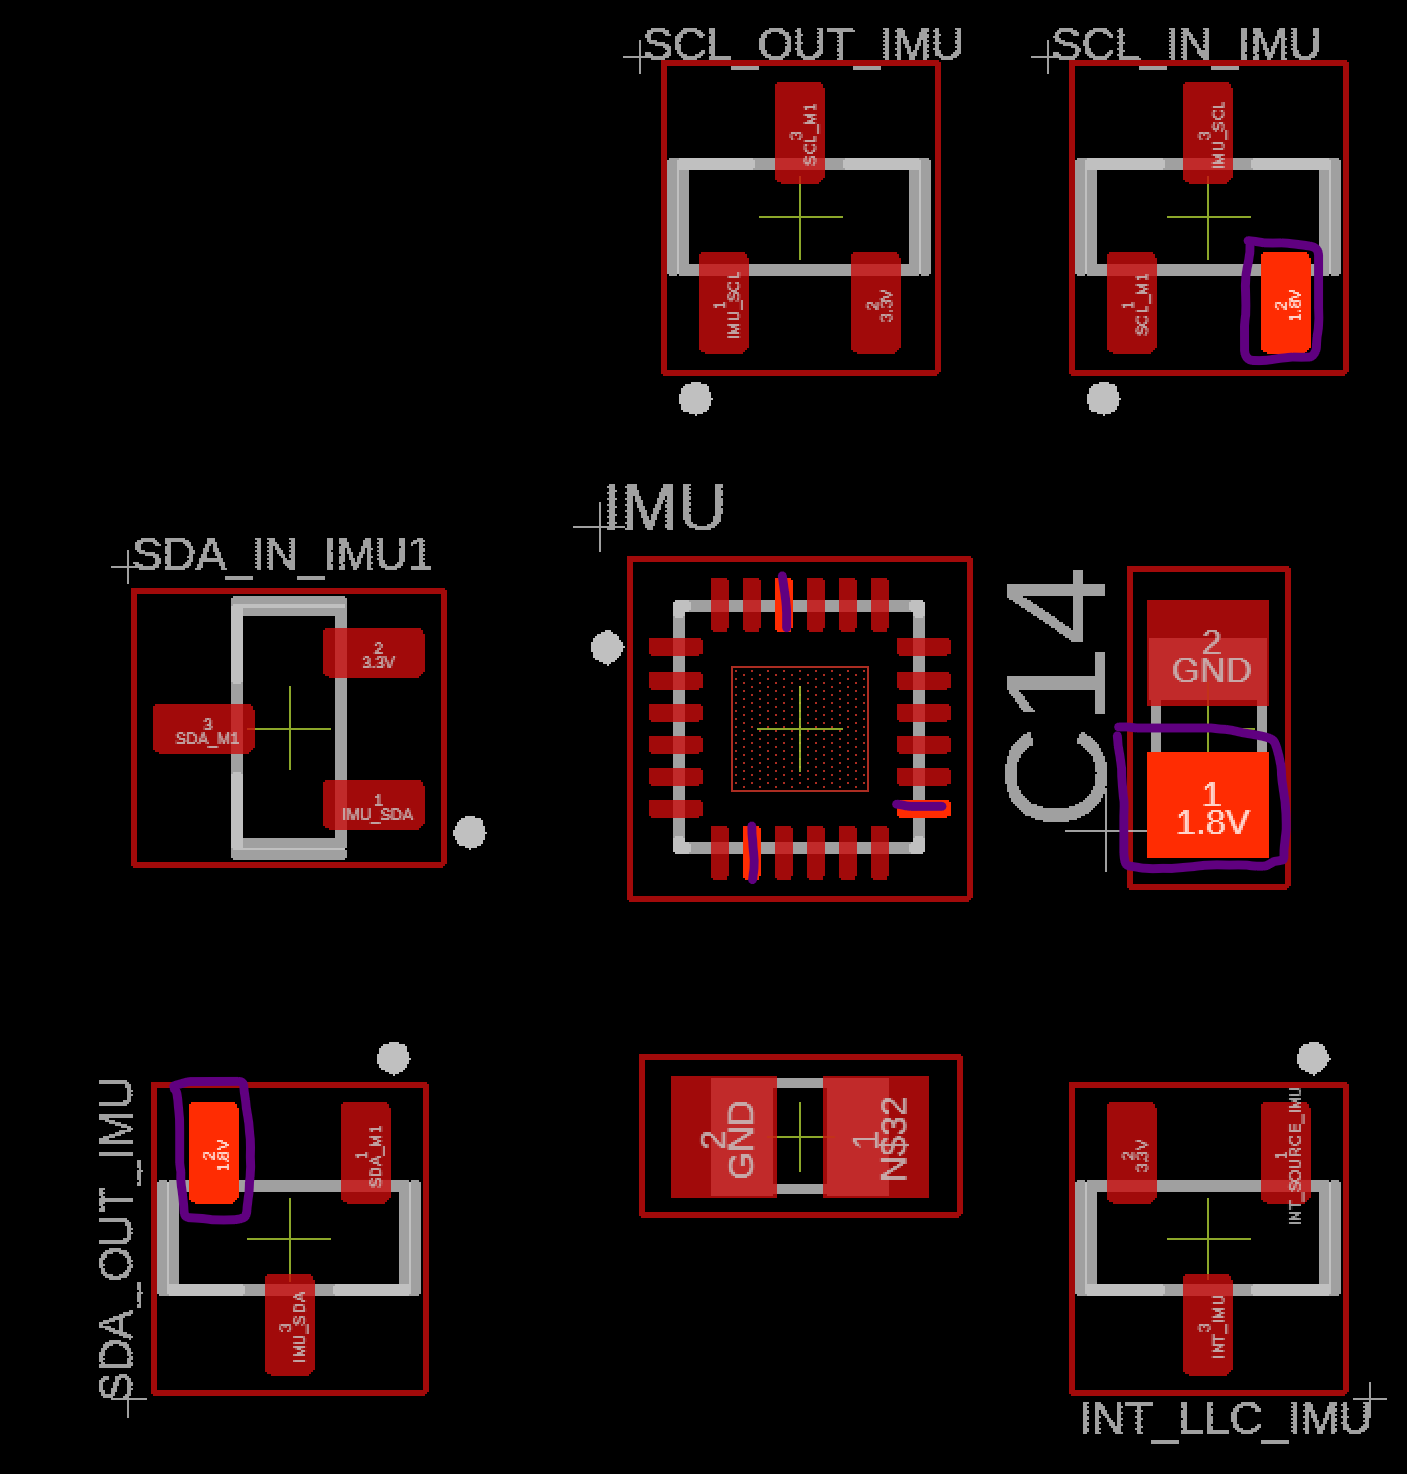 SCL_OUT_IMU
SCL_IN_IMU
3
SCL_M1
3
IMU_SCL
1
IMU_SCL
2
3.3V
1
SCL_M1
2
1.8V
IMU
SDA_IN_IMU1
C14
2
3.3V
3
SDA_M1
1
IMU_SDA
2
GND
1
1.8V
SDA_OUT_IMU
2
1.8V
1
SDA_M1
3
IMU_SDA
2
GND
1
N$32
2
3.3V
1
INT_SOURCE_IMU
3
INT_IMU
INT_LLC_IMU